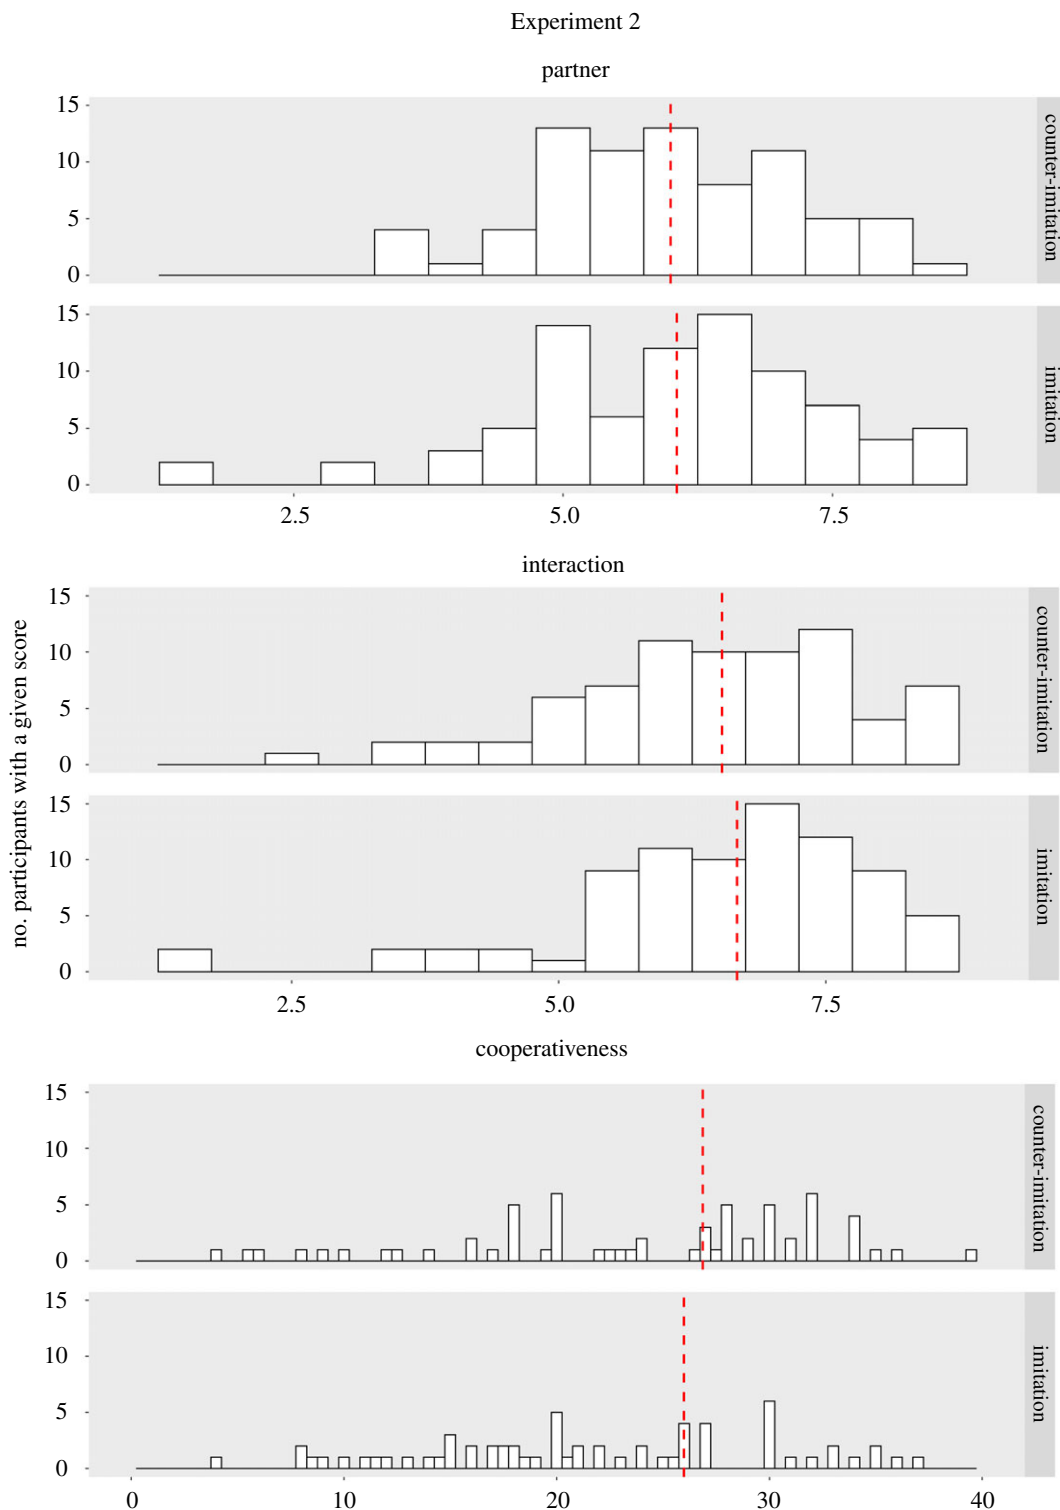 Experiment 2
partner
15
10
5
0
counter-imitation
15
10
5
0
imitation
2.5 5.0 7.5
interaction
no. participants with a given score
15
10
5
0
counter-imitation
15
10
5
0
imitation
2.5 5.0 7.5
cooperativeness
15
10
5
0
counter-imitation
15
10
5
0
imitation
0 10 20 30 40